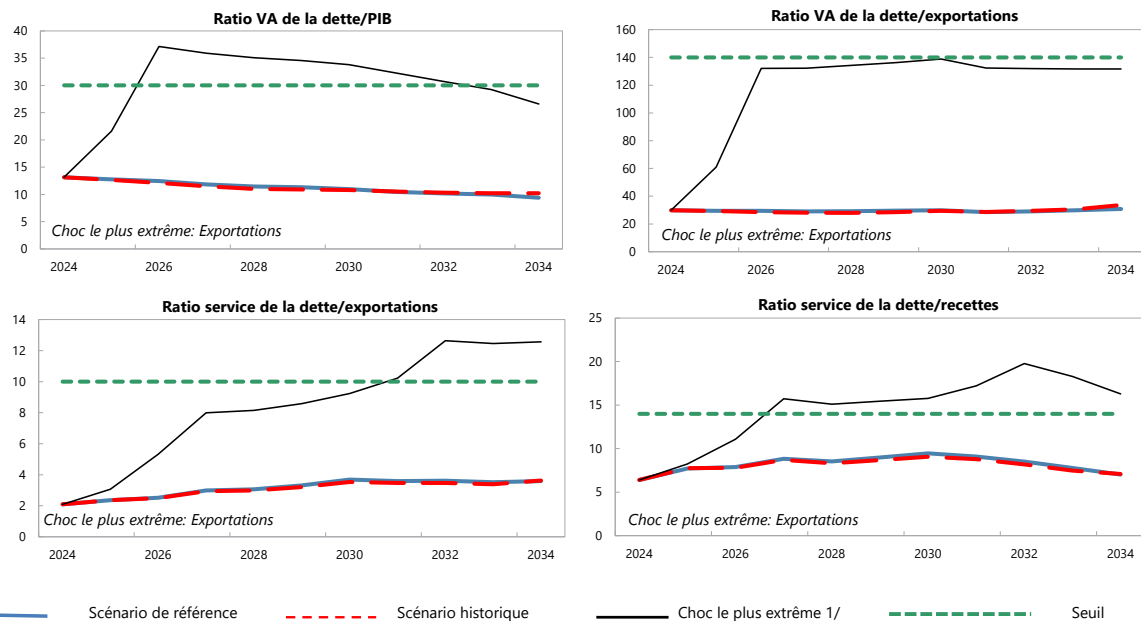 Ratio VA de la dette/PIB
40
35
30
25
20
15
10
5
0
Choc le plus extrême: Exportations
2024 2026 2028 2030 2032 2034
Ratio VA de la dette/exportations
160
140
120
100
80
60
40
20
0
Choc le plus extrême: Exportations
2024 2026 2028 2030 2032 2034
Ratio service de la dette/exportations
14
12
10
8
6
4
2
0
Choc le plus extrême: Exportations
2024 2026 2028 2030 2032 2034
Ratio service de la dette/recettes
25
20
15
10
5
0
Choc le plus extrême: Exportations
2024 2026 2028 2030 2032 2034
Scénario de référence Scénario historique Choc le plus extrême 1/ Seuil